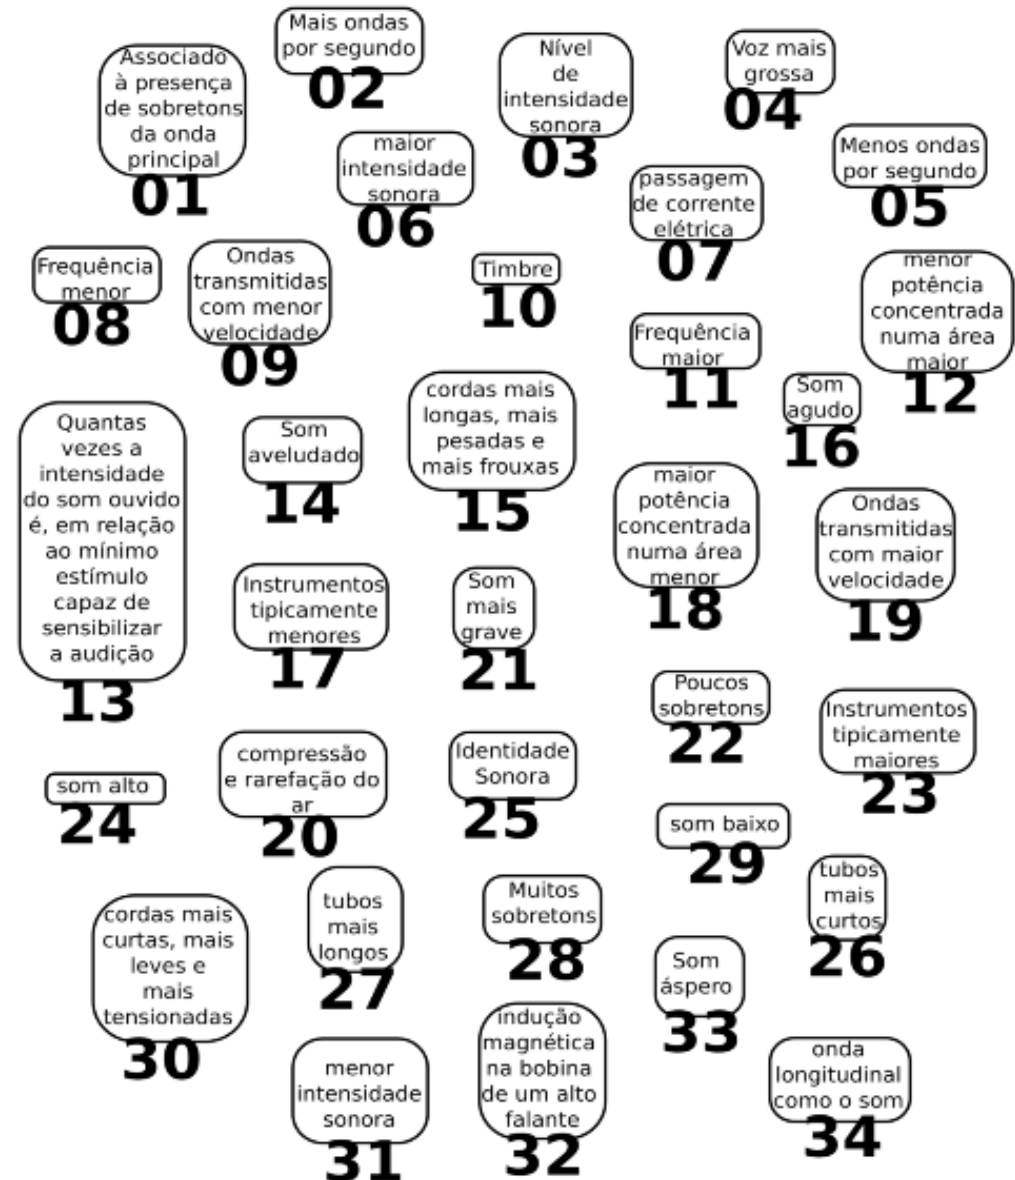 Associado
à presença
de sobretons
da onda
principal
01
Mais ondas
por segundo
02
Nível
de
intensidade
sonora
03
Voz mais
grossa
04
Menos ondas
por segundo
05
maior
intensidade
sonora
06
passagem
de corrente
elétrica
07
Frequência
menor
08
Ondas
transmitidas
com menor
velocidade
09
Timbre
10
Frequência
maior
11
menor
potência
concentrada
numa área
maior
12
Quantas
vezes a
intensidade
do som ouvido
é, em relação
ao mínimo
estímulo
capaz de
sensibilizar
a audição
13
Som
aveludado
14
cordas mais
longas, mais
pesadas e
mais frouxas
15
Som
agudo
16
Instrumentos
tipicamente
menores
17
maior
potência
concentrada
numa área
menor
18
Ondas
transmitidas
com maior
velocidade
19
compressão
e rarefação do
ar
20
Som
mais
grave
21
Poucos
sobretons
22
Instrumentos
tipicamente
maiores
23
som alto
24
Identidade
Sonora
25
tubos
mais
curtos
26
tubos
mais
longos
27
Muitos
sobretons
28
som baixo
29
cordas mais
curtas, mais
leves e
mais
tensionadas
30
menor
intensidade
sonora
31
indução
magnética
na bobina
de um alto
falante
32
Som
áspero
33
onda
longitudinal
como o som
34